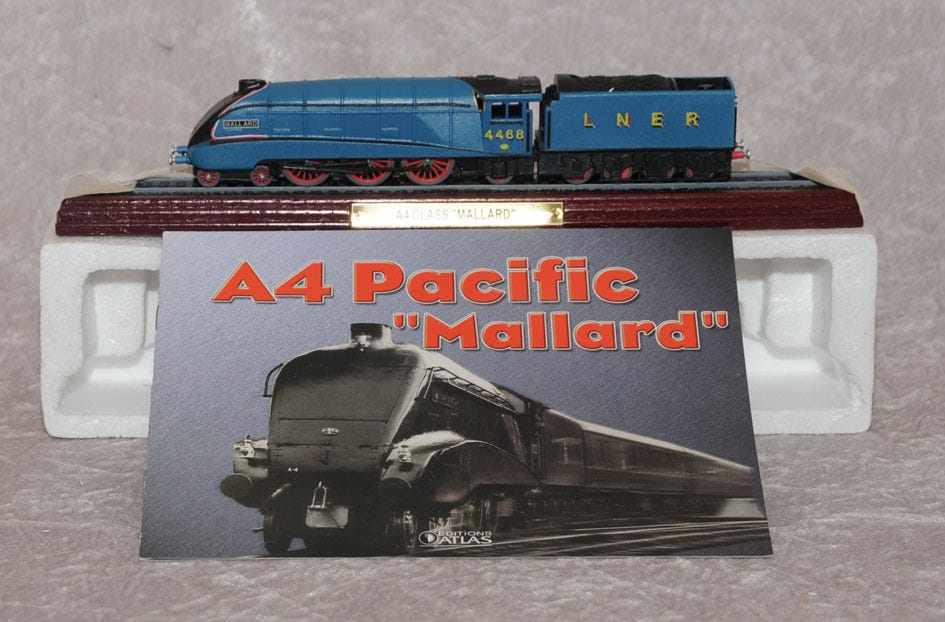 MALLARD
4468
L N E R
A4 CLASS "MALLARD"
A4 Pacific
"Mallard"
EDITIONS
ATLAS